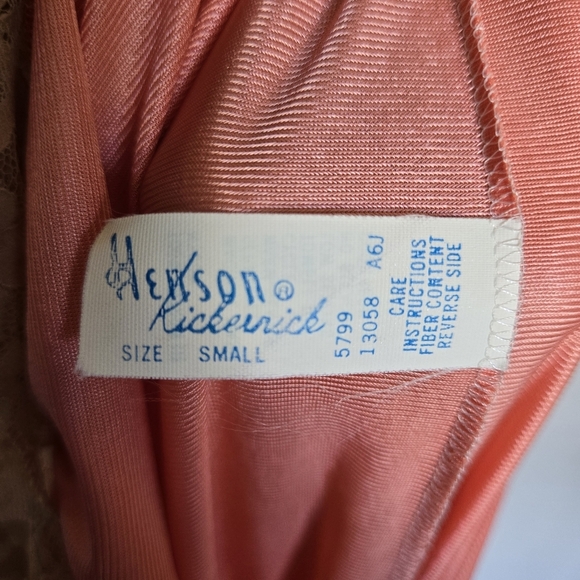 Henson ®
Kickernick
SIZE SMALL
5799
13058 A6J
CARE
INSTRUCTIONS
FIBER CONTENT
REVERSE SIDE